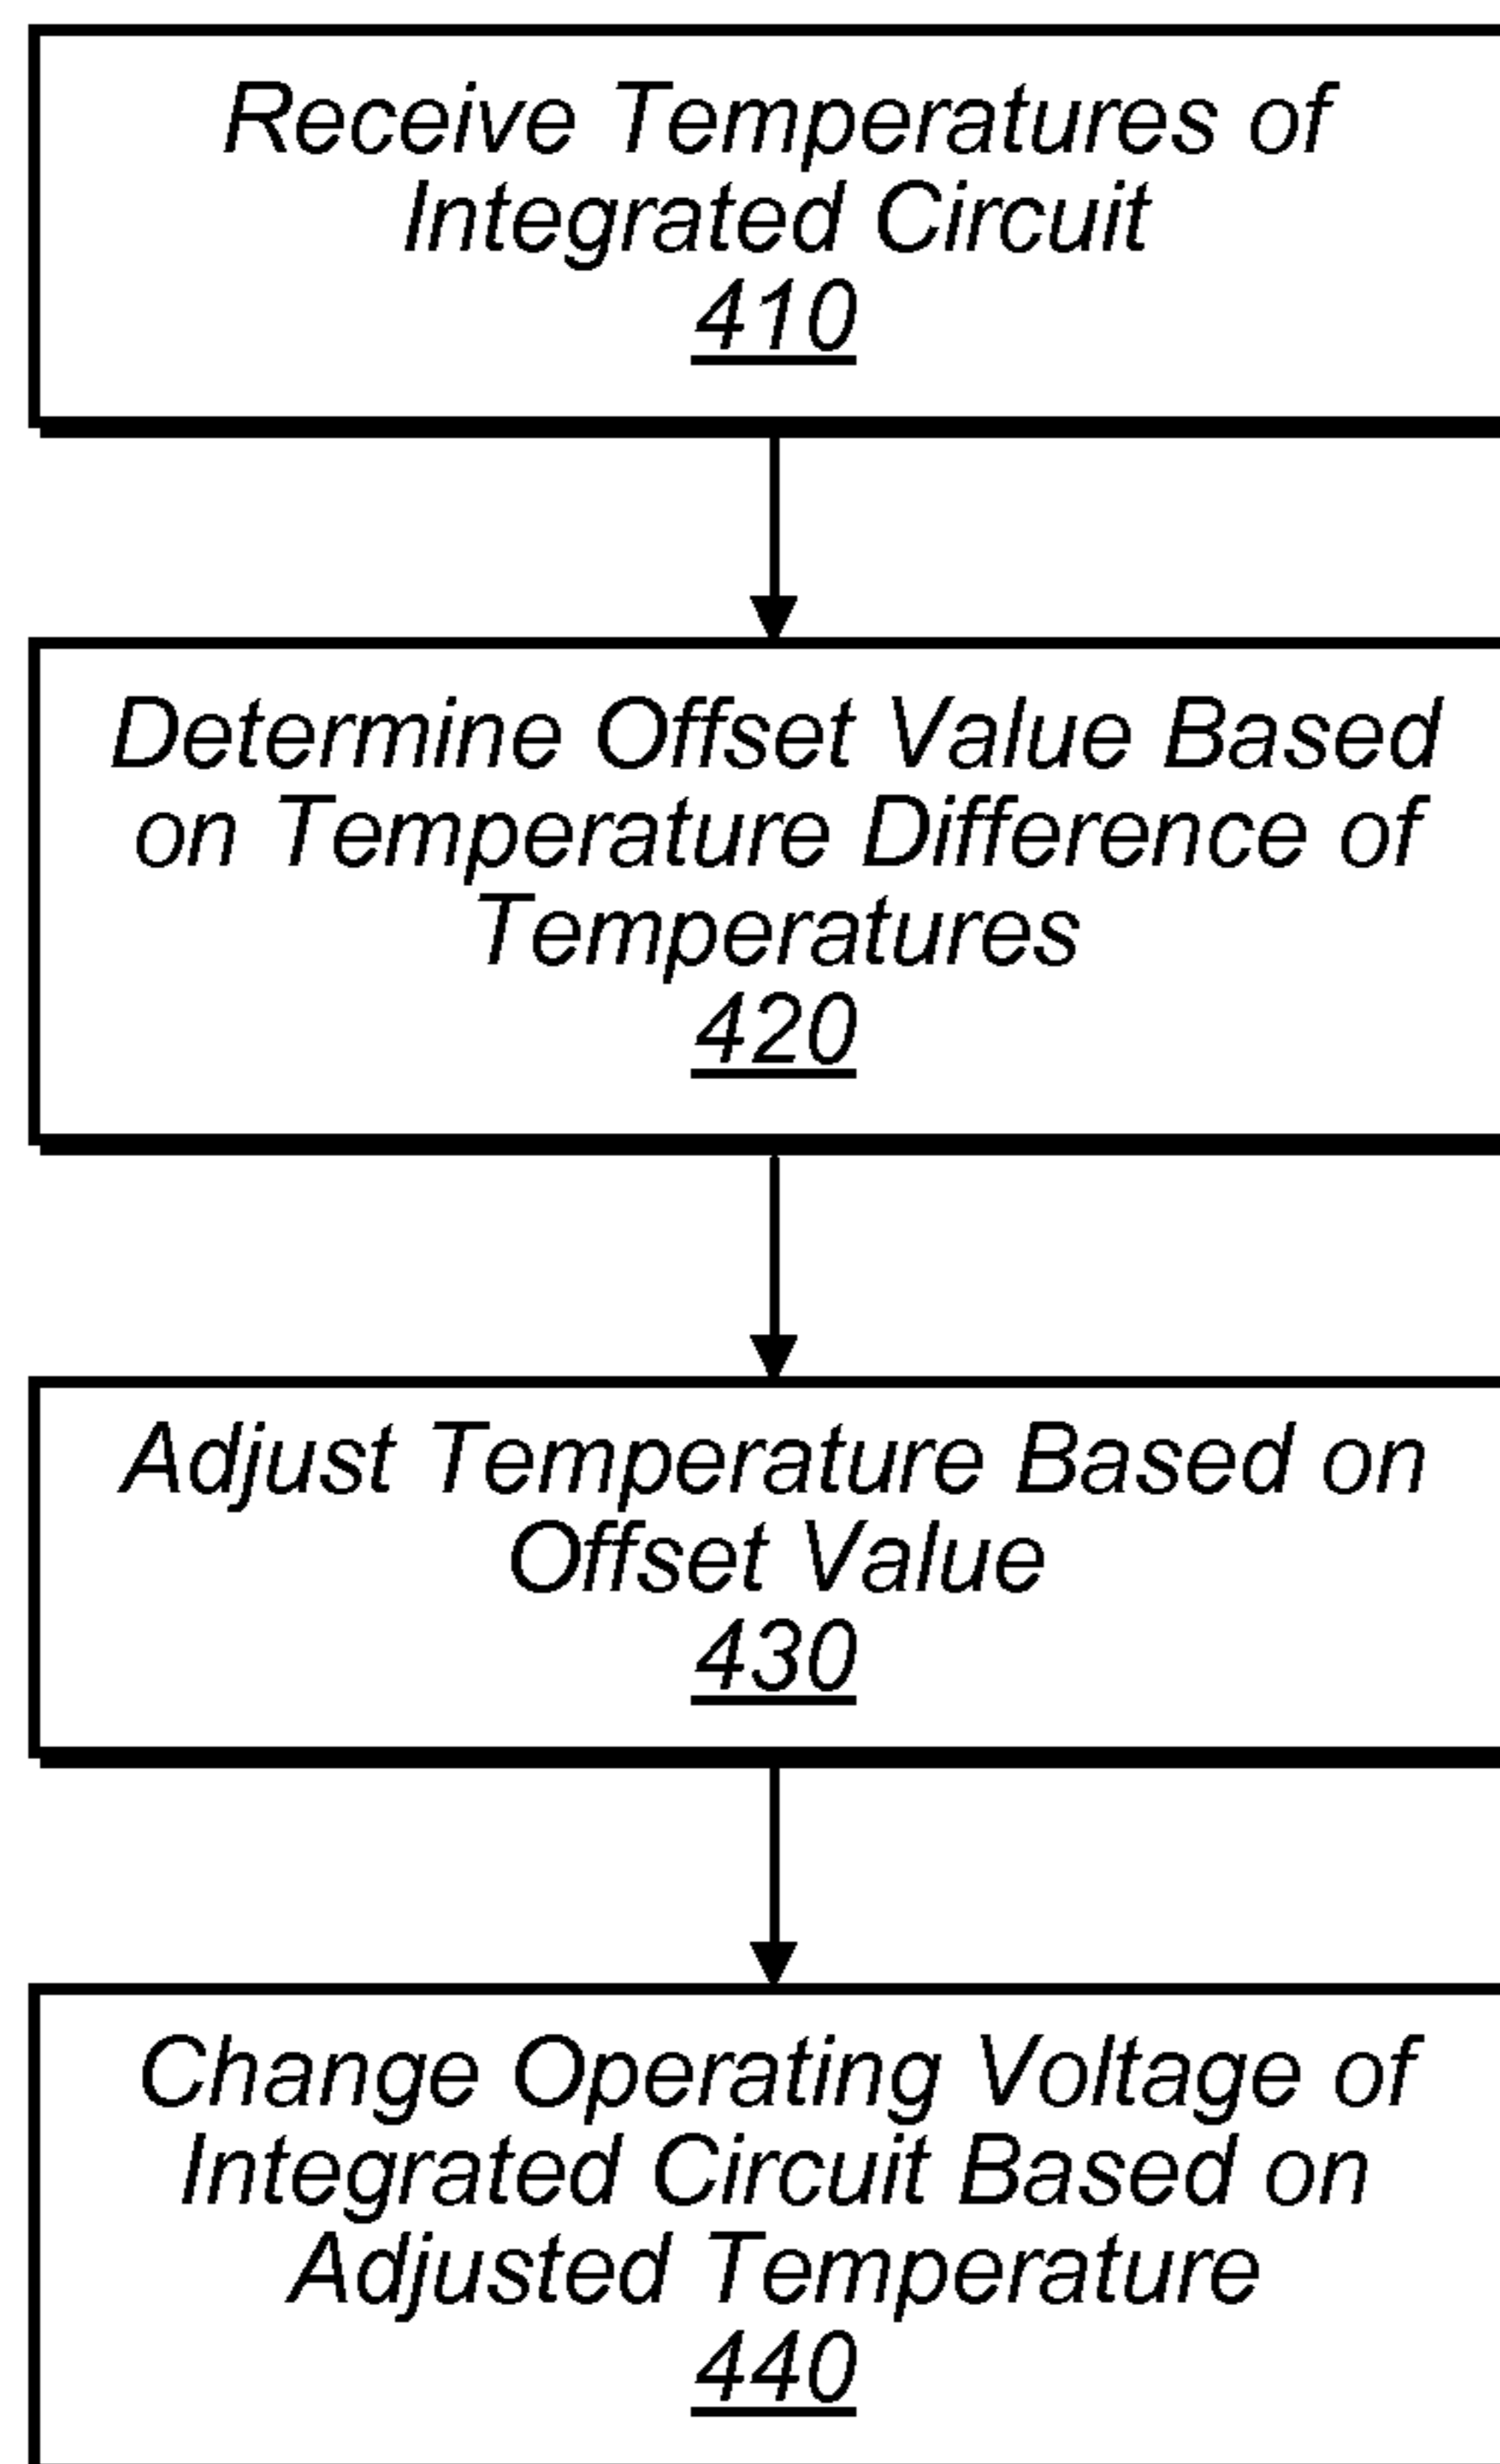 Receive Temperatures of
Integrated Circuit
410
Determine Offset Value Based
on Temperature Difference of
Temperatures
420
Adjust Temperature Based on
Offset Value
430
Change Operating Voltage of
Integrated Circuit Based on
Adjusted Temperature
440